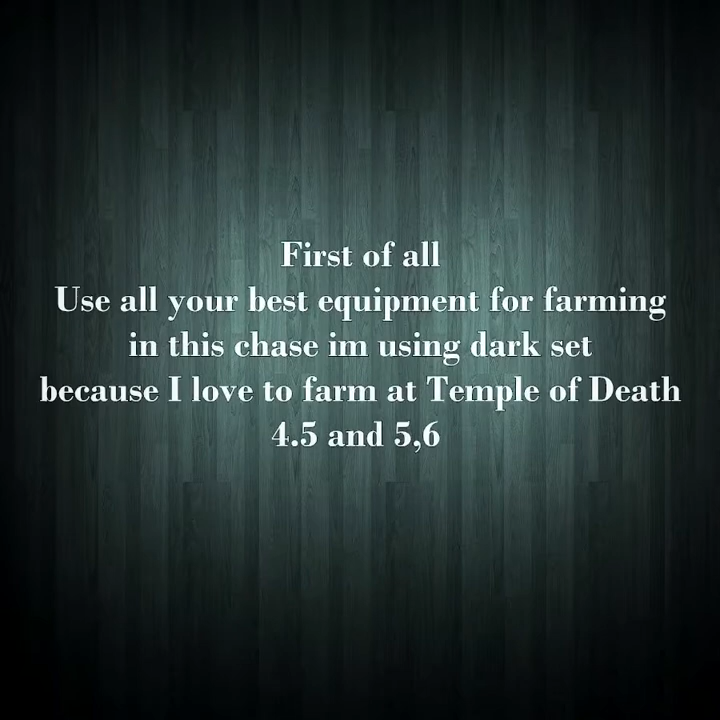 First of all
Use all your best equipment for farming
in this chase im using dark set
because I love to farm at Temple of Death
4.5 and 5,6